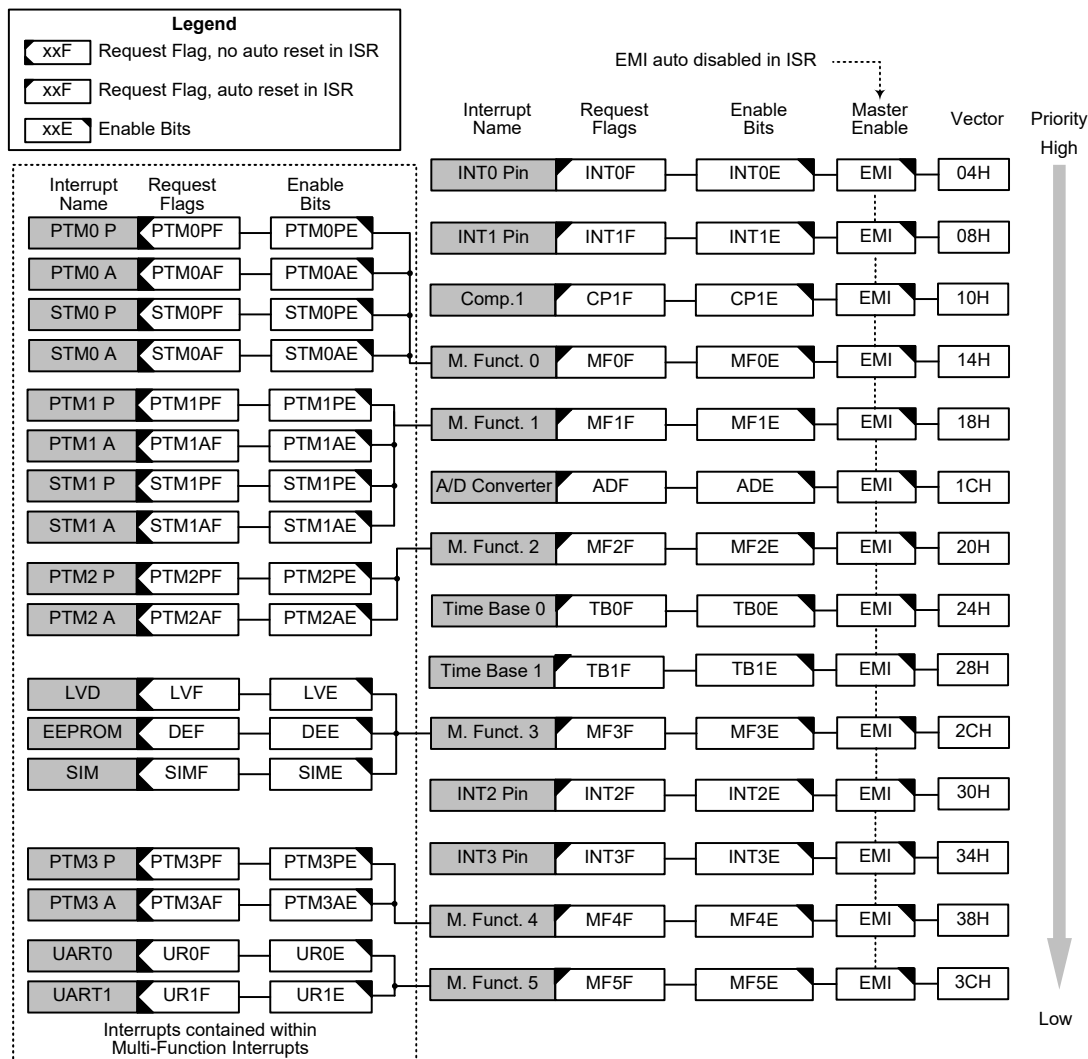 Legend
xxF Request Flag, no auto reset in ISR
xxF Request Flag, auto reset in ISR
xxE Enable Bits
EMI auto disabled in ISR
Interrupt Name Request Flags Enable Bits Master Enable Vector Priority
High
INT0 Pin INT0F INT0E EMI 04H
INT1 Pin INT1F INT1E EMI 08H
Comp.1 CP1F CP1E EMI 10H
M. Funct. 0 MF0F MF0E EMI 14H
M. Funct. 1 MF1F MF1E EMI 18H
A/D Converter ADF ADE EMI 1CH
M. Funct. 2 MF2F MF2E EMI 20H
Time Base 0 TB0F TB0E EMI 24H
Time Base 1 TB1F TB1E EMI 28H
M. Funct. 3 MF3F MF3E EMI 2CH
INT2 Pin INT2F INT2E EMI 30H
INT3 Pin INT3F INT3E EMI 34H
M. Funct. 4 MF4F MF4E EMI 38H
M. Funct. 5 MF5F MF5E EMI 3CH
Low
Interrupt Name Request Flags Enable Bits
PTM0 P PTM0PF PTM0PE
PTM0 A PTM0AF PTM0AE
STM0 P STM0PF STM0PE
STM0 A STM0AF STM0AE
PTM1 P PTM1PF PTM1PE
PTM1 A PTM1AF PTM1AE
STM1 P STM1PF STM1PE
STM1 A STM1AF STM1AE
PTM2 P PTM2PF PTM2PE
PTM2 A PTM2AF PTM2AE
LVD LVF LVE
EEPROM DEF DEE
SIM SIMF SIME
PTM3 P PTM3PF PTM3PE
PTM3 A PTM3AF PTM3AE
UART0 UR0F UR0E
UART1 UR1F UR1E
Interrupts contained within
Multi-Function Interrupts